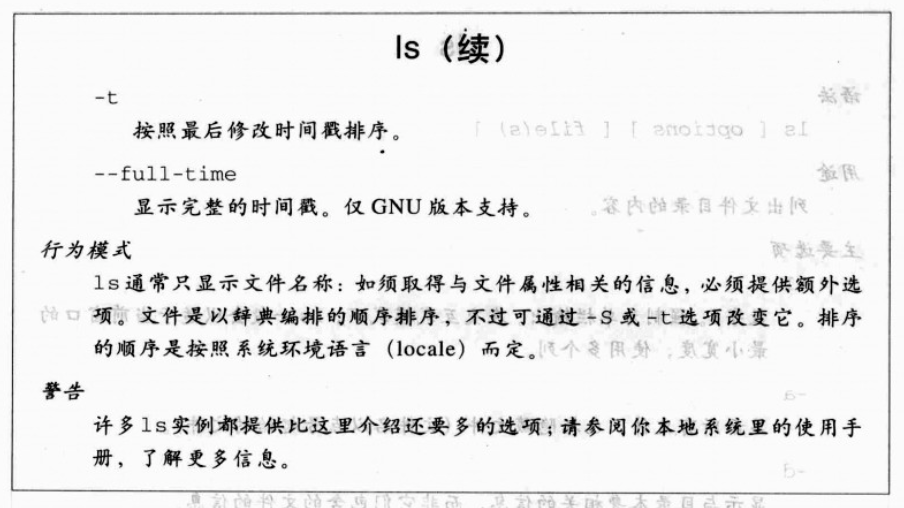 ls（续）
-t
按照最后修改时间戳排序。
--full-time
显示完整的时间戳。仅 GNU 版本支持。
行为模式
ls通常只显示文件名称：如须取得与文件属性相关的信息，必须提供额外选
项。文件是以辞典编排的顺序排序，不过可通过 -S 或 -t 选项改变它。排序
的顺序是按照系统环境语言（locale）而定。
警告
许多ls实例都提供比这里介绍还要多的选项；请参阅你本地系统里的使用手
册，了解更多信息。